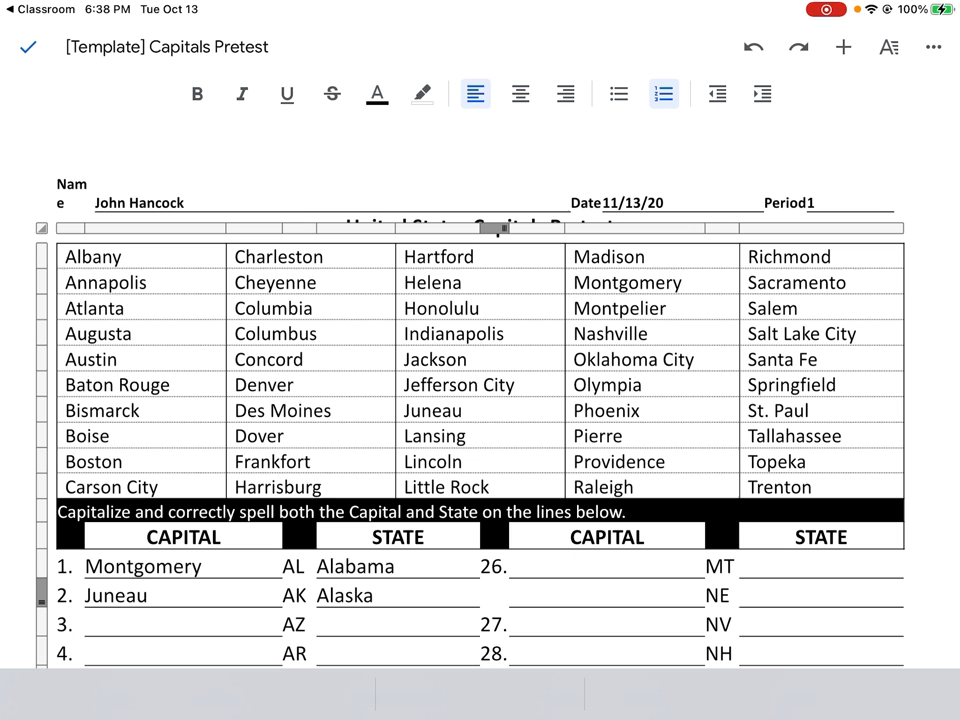 Classroom 6:38 PM Tue Oct 13 100%
[Template] Capitals Pretest
B I U S A A
Nam
e John Hancock Date 11/13/20 Period 1
United States Capitals Pretest
Albany Charleston Hartford Madison Richmond
Annapolis Cheyenne Helena Montgomery Sacramento
Atlanta Columbia Honolulu Montpelier Salem
Augusta Columbus Indianapolis Nashville Salt Lake City
Austin Concord Jackson Oklahoma City Santa Fe
Baton Rouge Denver Jefferson City Olympia Springfield
Bismarck Des Moines Juneau Phoenix St. Paul
Boise Dover Lansing Pierre Tallahassee
Boston Frankfort Lincoln Providence Topeka
Carson City Harrisburg Little Rock Raleigh Trenton
Capitalize and correctly spell both the Capital and State on the lines below.
CAPITAL STATE CAPITAL STATE
1. Montgomery AL Alabama 26. MT
2. Juneau AK Alaska NE
3. AZ 27. NV
4. AR 28. NH